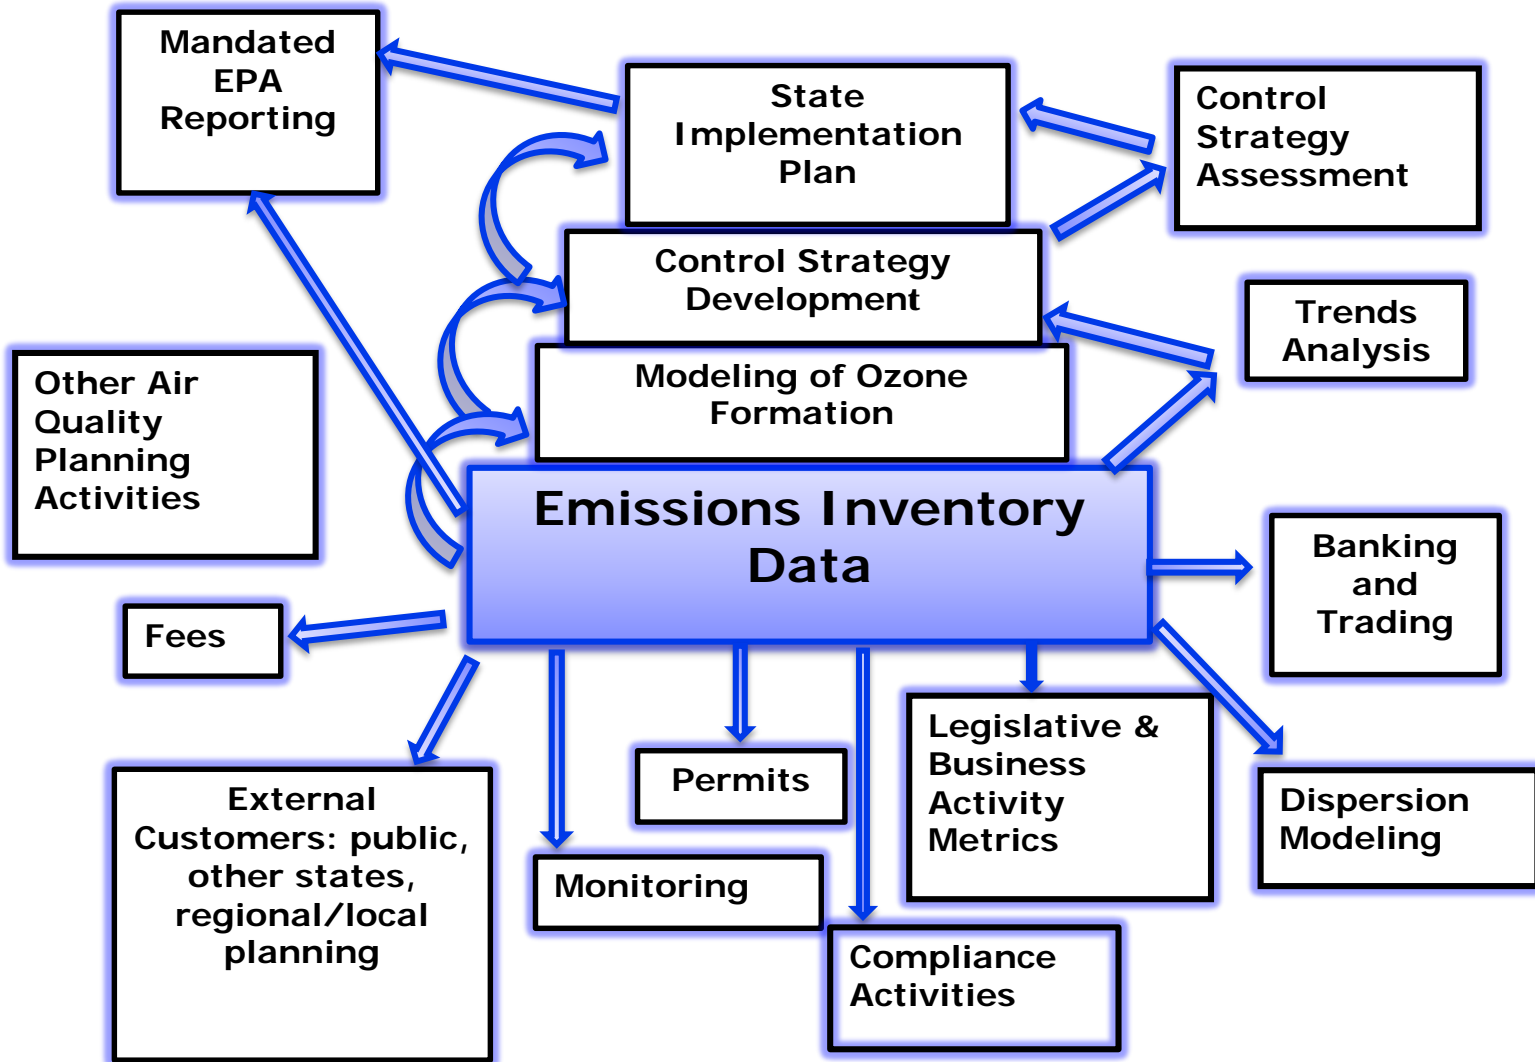 Mandated
EPA
Reporting
State
Implementation
Plan
Control
Strategy
Assessment
Control Strategy
Development
Trends
Analysis
Modeling of Ozone
Formation
Other Air
Quality
Planning
Activities
Emissions Inventory
Data
Banking
and
Trading
Fees
External
Customers: public,
other states,
regional/local
planning
Monitoring
Permits
Compliance
Activities
Legislative &
Business
Activity
Metrics
Dispersion
Modeling